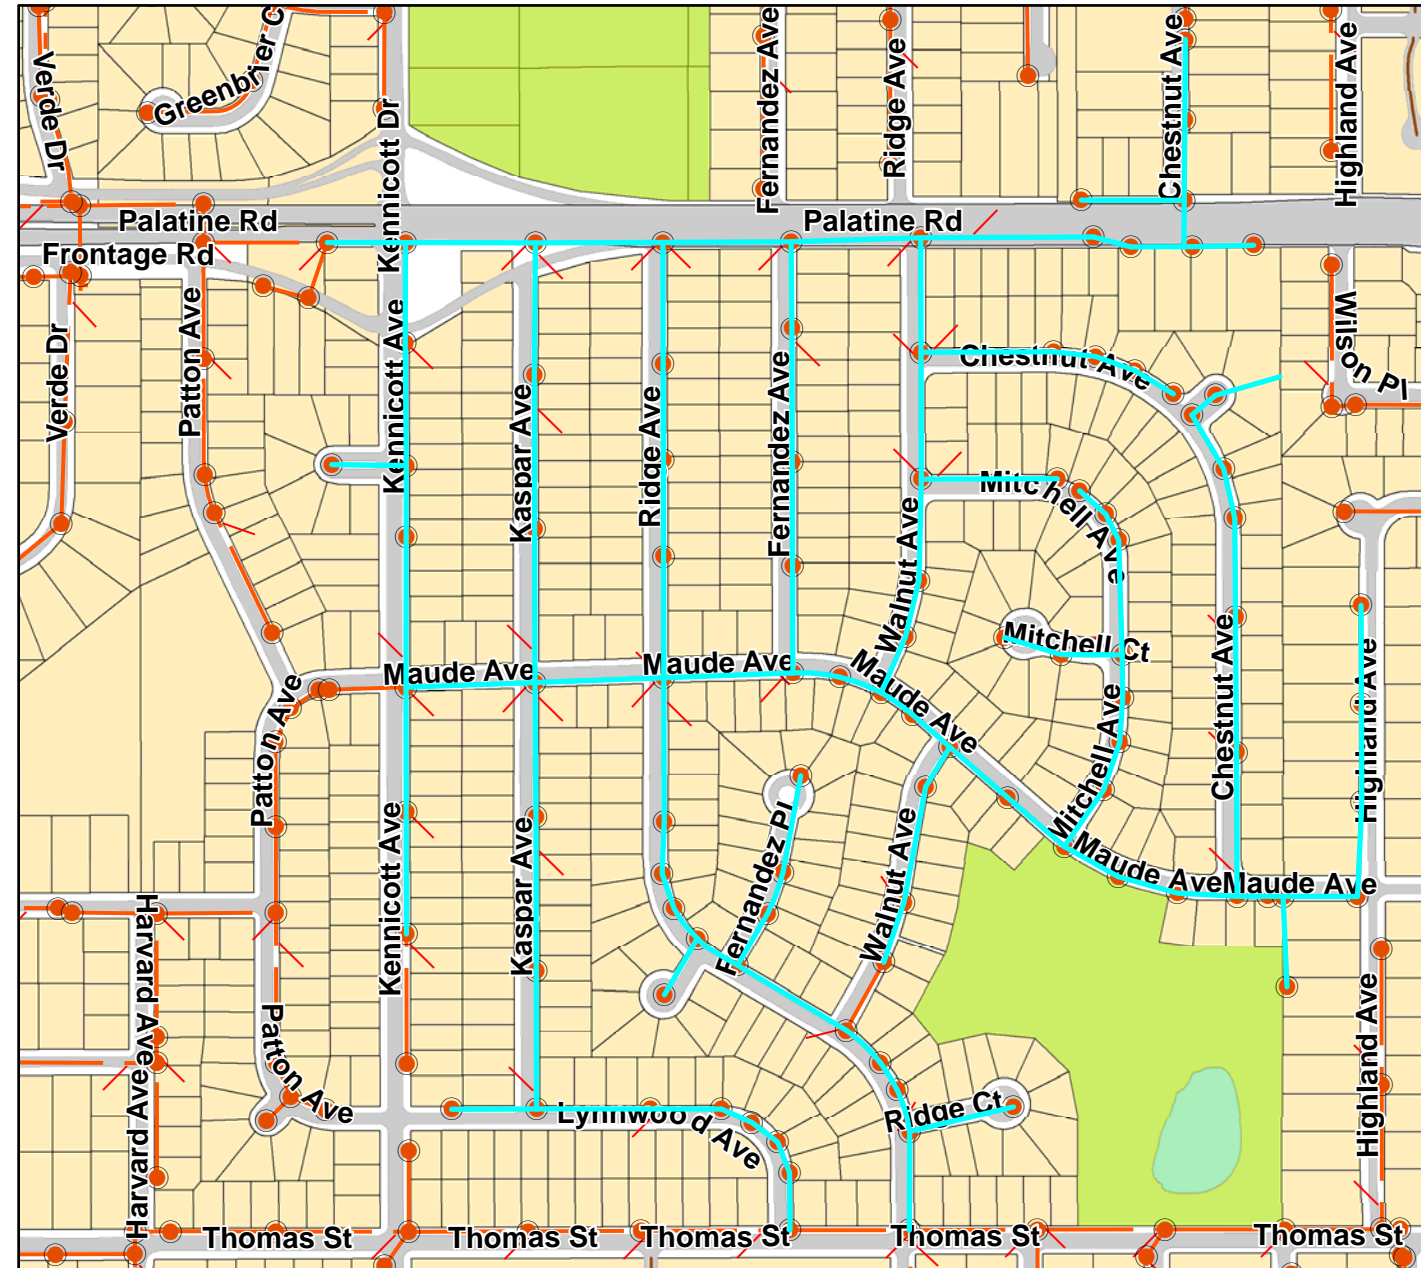 Verde Dr
Greenbrier C
Kennicott Dr
Fernandez Ave
Ridge Ave
Chestnut Ave
Highland Ave
Palatine Rd
Palatine Rd
Frontage Rd
Verde Dr
Patton Ave
Kennicott Ave
Kaspar Ave
Ridge Ave
Fernandez Ave
Walnut Ave
Chestnut Ave
Wilson Pl
Mitchell Ave
Mitchell Ct
Maude Ave
Maude Ave
Maude Ave
Patton Ave
Mitchell Ave
Chestnut Ave
Highland Ave
Kennicott Ave
Kaspar Ave
Fernandez Pl
Walnut Ave
Maude Ave
Maude Ave
Harvard Ave
Patton Ave
Harvard Ave
Lynnwood Ave
Ridge Ct
Highland Ave
Thomas St
Thomas St
Thomas St
Thomas St
Thomas St